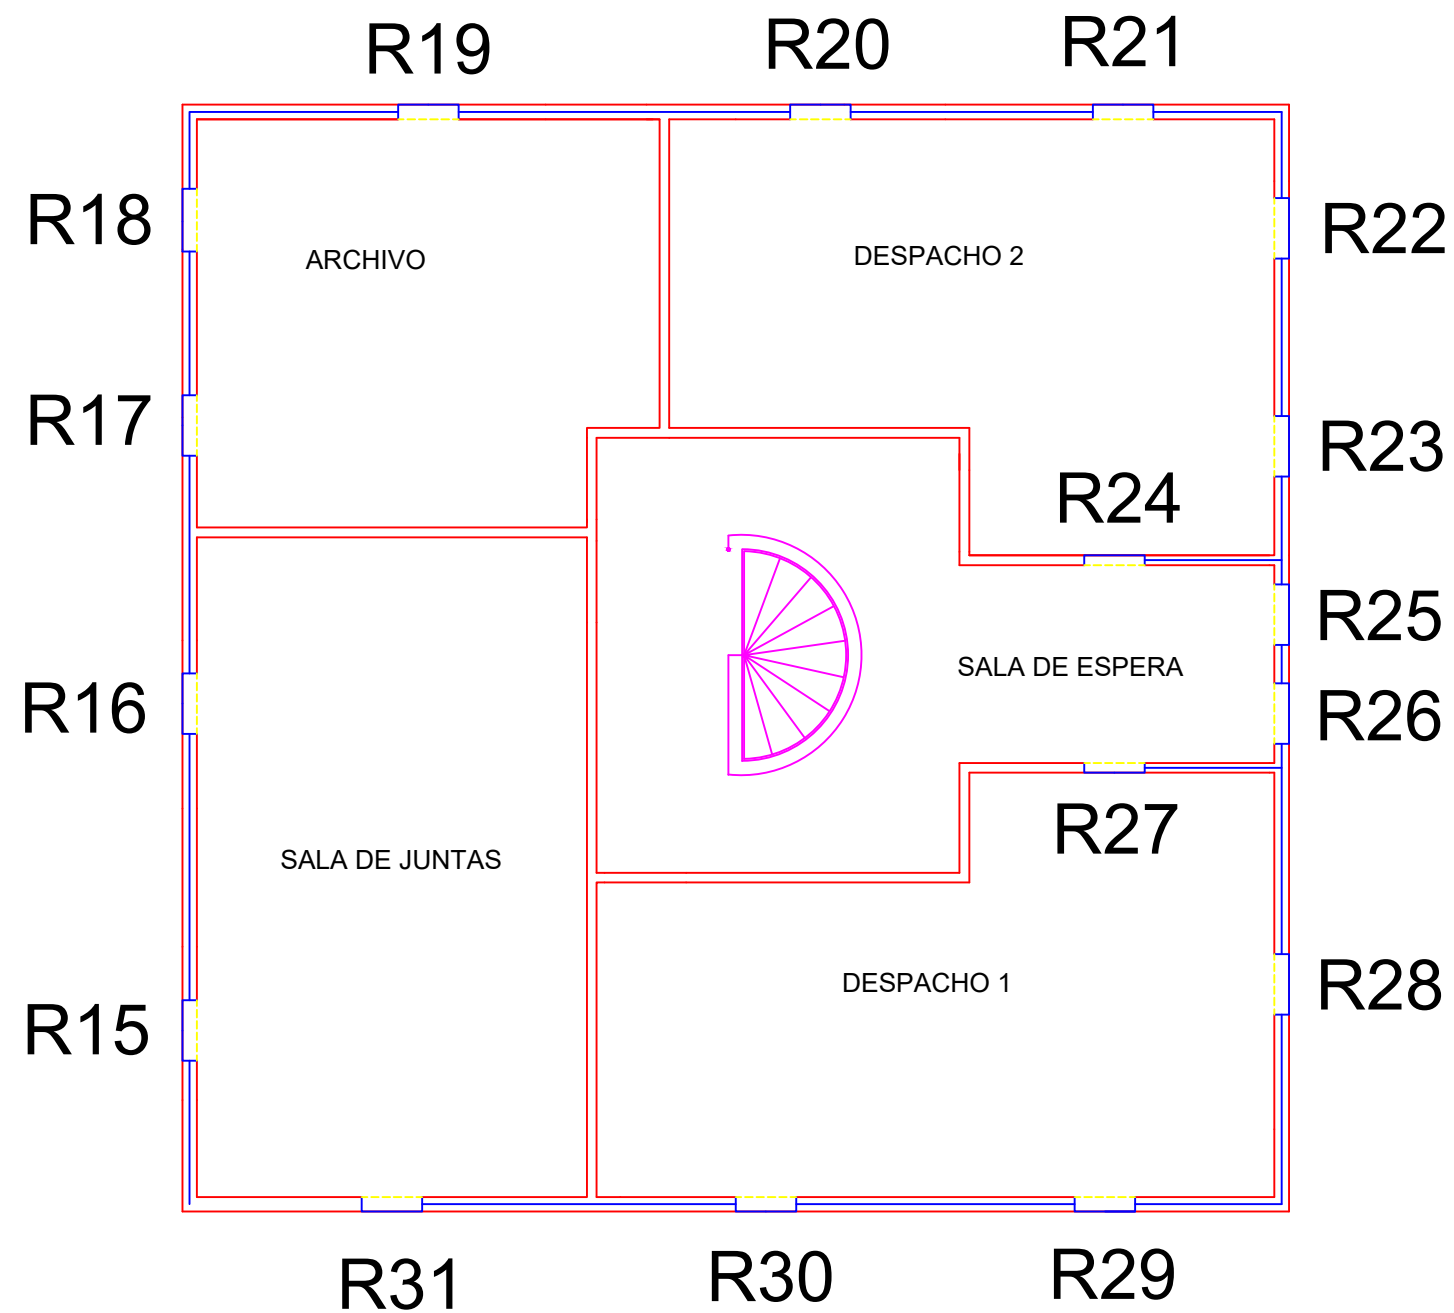 R19
R20
R21
R18
R22
ARCHIVO
DESPACHO 2
R17
R23
R24
R25
SALA DE ESPERA
R16
R26
R27
SALA DE JUNTAS
DESPACHO 1
R28
R15
R31
R30
R29